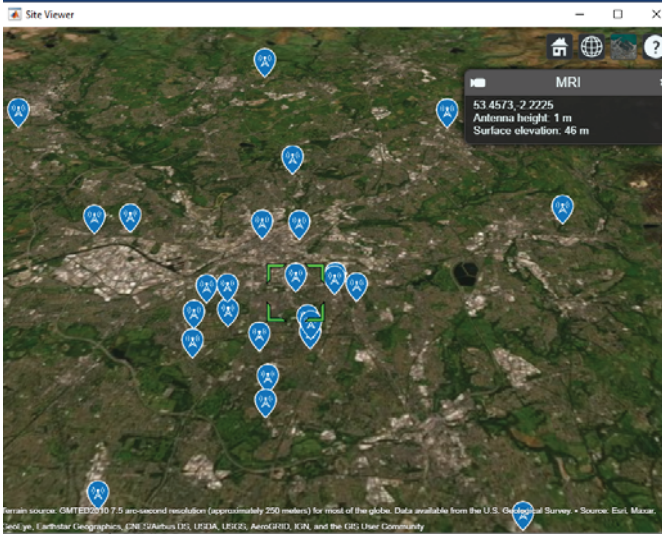 Site Viewer
MRI
53.4573,-2.2225
Antenna height: 1 m
Surface elevation: 46 m
Terrain source: GMTED2010 7.5 arc-second resolution (approximately 250 meters) for most of the globe. Data available from the U.S. Geological Survey. • Source: Esri, Maxar,
GeoEye, Earthstar Geographics, CNES/Airbus DS, USDA, USGS, AeroGRID, IGN, and the GIS User Community